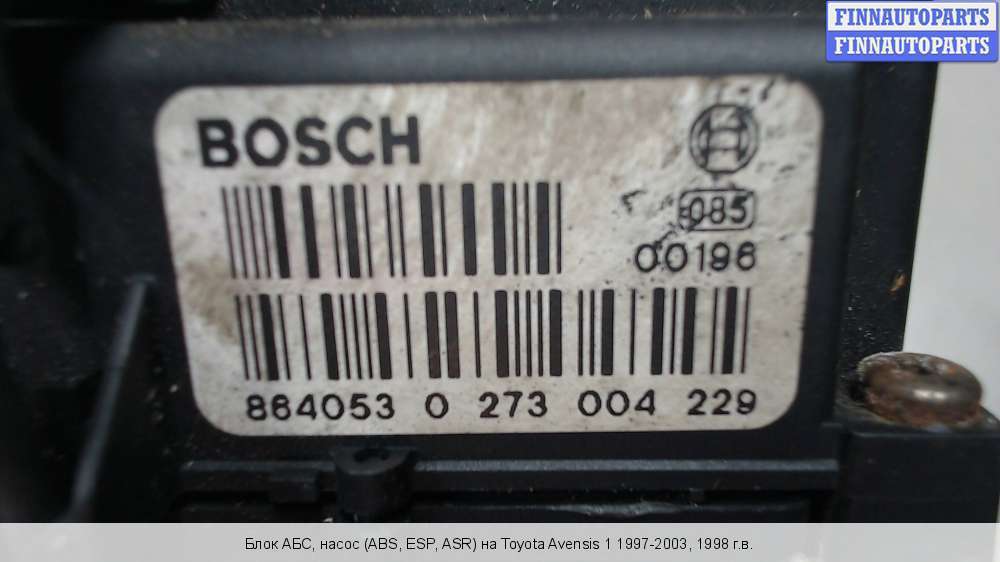 FINNAUTOPARTS
FINNAUTOPARTS
BOSCH
085
00196
864053 0 273 004 229
Блок АБС, насос (ABS, ESP, ASR) на Toyota Avensis 1 1997-2003, 1998 г.в.